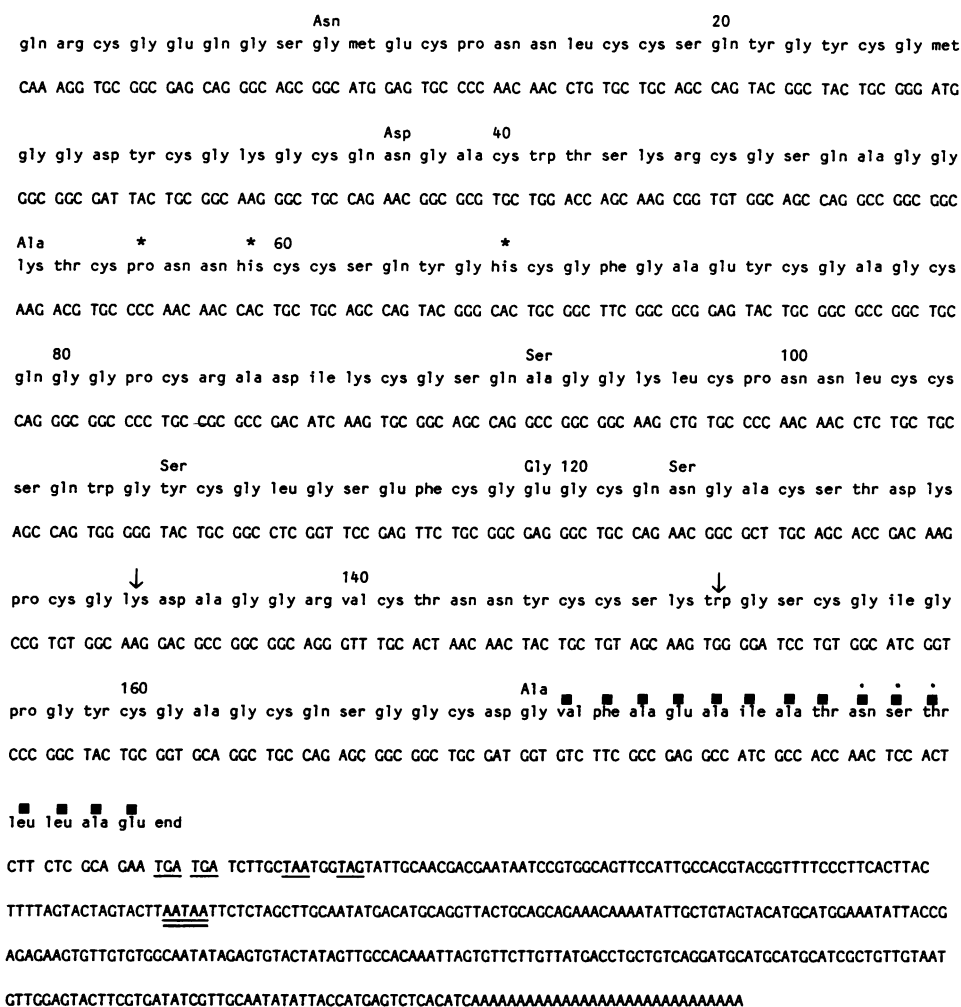 Asn 20
gln arg cys gly glu gln gly ser gly met glu cys pro asn asn leu cys cys ser gln tyr gly tyr cys gly met
CAA AGG TGC GGC GAG CAG GGC AGC GGC ATG GAG TGC CCC AAC AAC CTG TGC TGC AGC CAG TAC GGC TAC TGC GGG ATG
Asp 40
gly gly asp tyr cys gly lys gly cys gln asn gly ala cys trp thr ser lys arg cys gly ser gln ala gly gly
GGC GGC GAT TAC TGC GGC AAG GGC TGC CAG AAC GGC GCG TGC TGG ACC AGC AAG CGG TGT GGC AGC CAG GCC GGC GGC
Ala * * 60 *
lys thr cys pro asn asn his cys cys ser gln tyr gly his cys gly phe gly ala glu tyr cys gly ala gly cys
AAG ACG TGC CCC AAC AAC CAC TGC TGC AGC CAG TAC GGG CAC TGC GGC TTC GGC GCG GAG TAC TGC GGC GCC GGC TGC
80 Ser 100
gln gly gly pro cys arg ala asp ile lys cys gly ser gln ala gly gly lys leu cys pro asn asn leu cys cys
CAG GGC GGC CCC TGC CGC GCC GAC ATC AAG TGC GGC AGC CAG GCC GGC GGC AAG CTG TGC CCC AAC AAC CTC TGC TGC
Ser Gly 120 Ser
ser gln trp gly tyr cys gly leu gly ser glu phe cys gly glu gly cys gln asn gly ala cys ser thr asp lys
AGC CAG TGG GGG TAC TGC GGC CTC GGT TCC GAG TTC TGC GGC GAG GGC TGC CAG AAC GGC GCT TGC AGC ACC GAC AAG
↓ 140 ↓
pro cys gly lys asp ala gly gly arg val cys thr asn asn tyr cys cys ser lys trp gly ser cys gly ile gly
CCG TGT GGC AAG GAC GCC GGC GGC AGG GTT TGC ACT AAC AAC TAC TGC TGT AGC AAG TGG GGA TCC TGT GGC ATC GGT
160 Ala
pro gly tyr cys gly ala gly cys gln ser gly gly cys asp gly val phe ala glu ala ile ala thr asn ser thr
CCC GGC TAC TGC GGT GCA GGC TGC CAG AGC GGC GGC TGC GAT GGT GTC TTC GCC GAG GCC ATC GCC ACC AAC TCC ACT
leu leu ala glu end
CTT CTC GCA GAA TGA TGA TCTTGCTAATGGTAGTATTGCAACGACGAATAATCCGTGGCAGTTCCATTGCCACGTACGGTTTTCCCTTCACTTAC
TTTTAGTACTAGTACTTAATAATTCTCTAGCTTGCAATATGACATGCAGGTTACTGCAGCAGAAACAAAATATTGCTGTAGTACATGCATGGAAATATTACCG
AGAGAAGTGTTGTGTGGCAATATAGAGTGTACTATAGTTGCCACAAATTAGTGTTCTTGTTATGACCTGCTGTCAGGATGCATGCATGCATCGCTGTTGTAAT
GTTGGAGTACTTCGTGATATCGTTGCAATATATTACCATGAGTCTCACATCAAAAAAAAAAAAAAAAAAAAAAAAAAAA